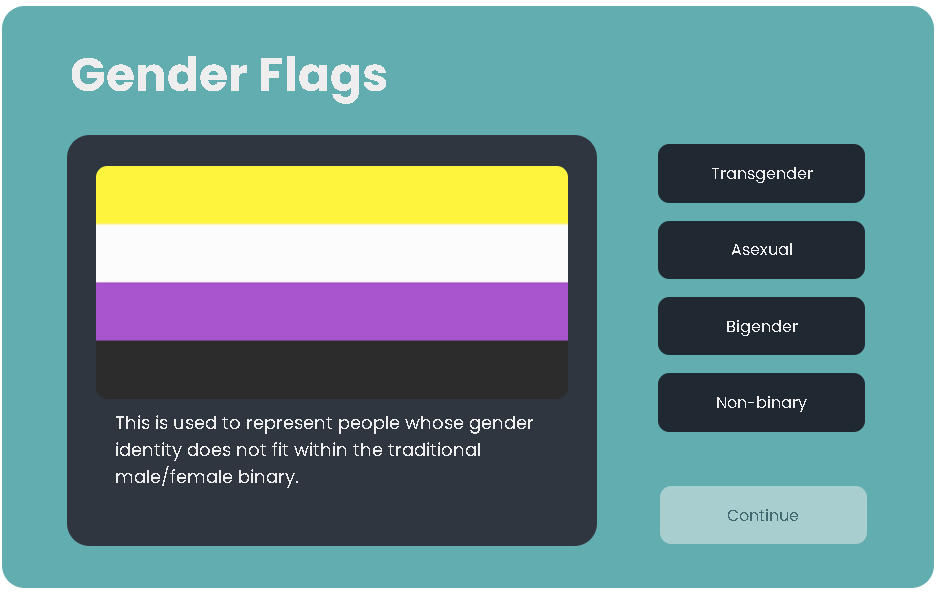 Gender Flags
This is used to represent people whose gender
identity does not fit within the traditional
male/female binary.
Transgender
Asexual
Bigender
Non-binary
Continue